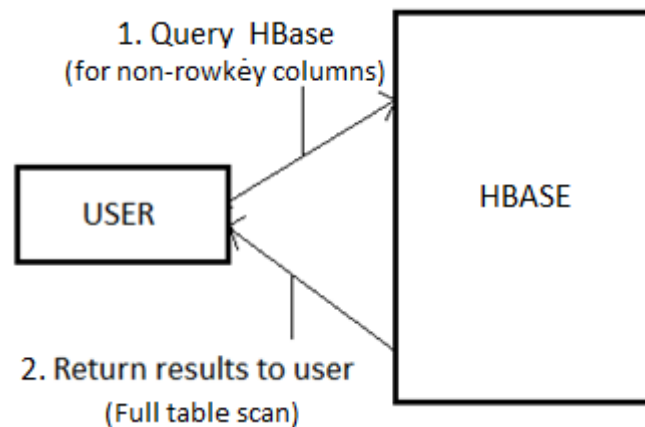 1. Query HBase
(for non-rowkey columns)
USER
HBASE
2. Return results to user
(Full table scan)